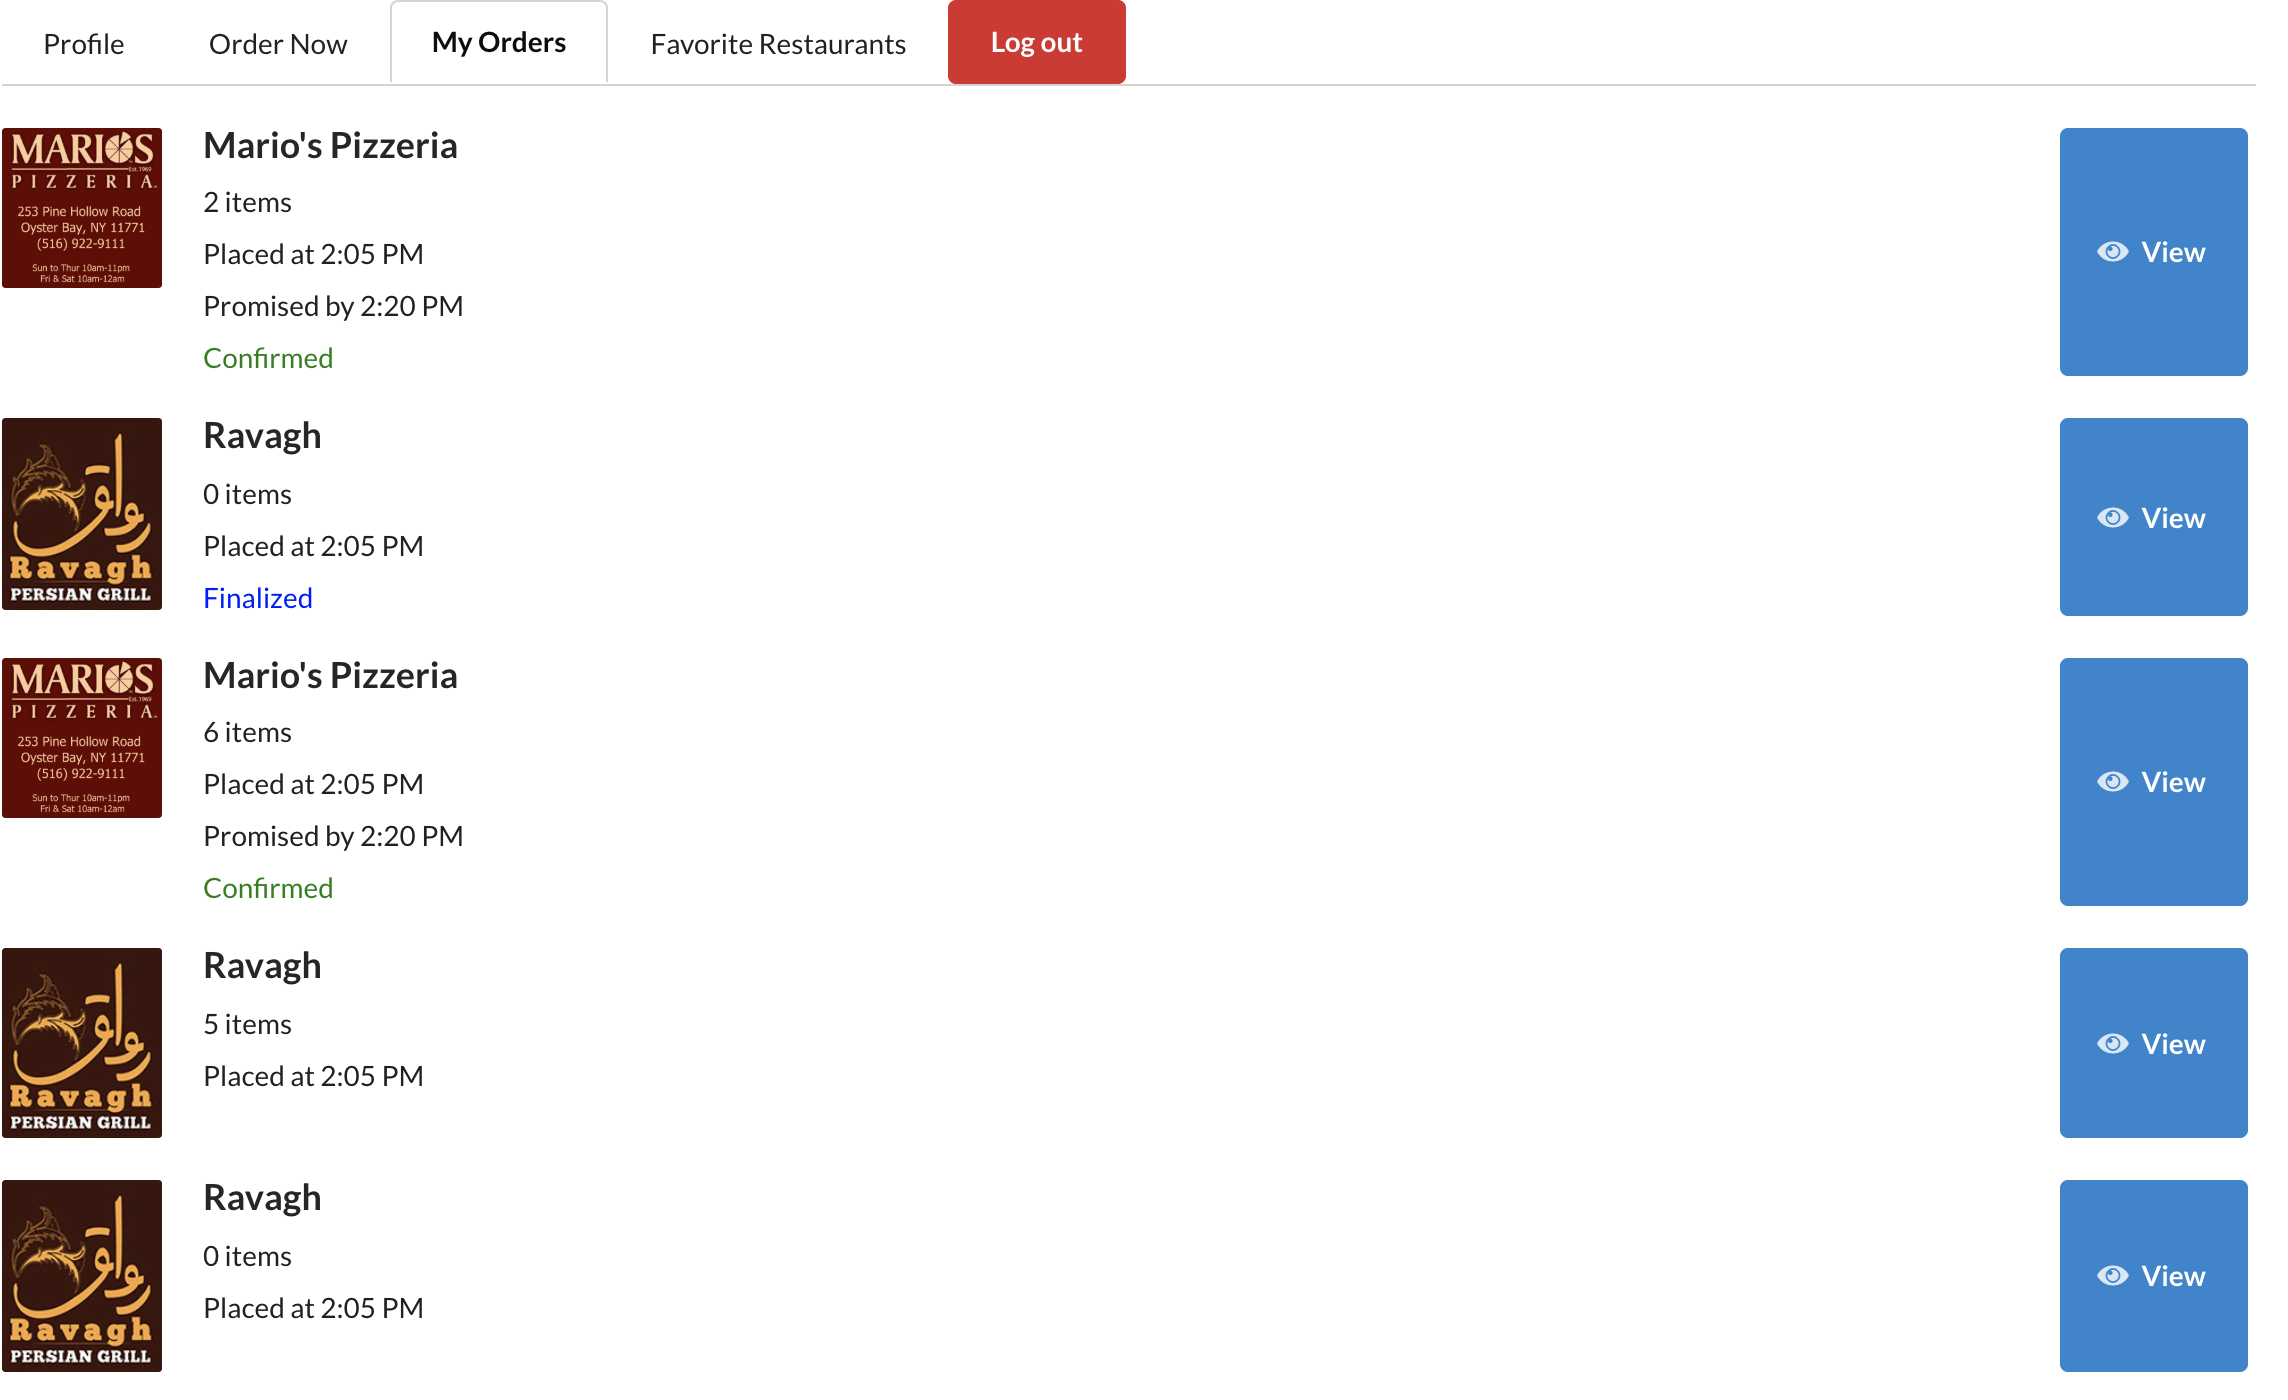 Profile
Order Now
My Orders
Favorite Restaurants
Log out
MARIO'S
Est.1969
PIZZERIA
253 Pine Hollow Road
Oyster Bay, NY 11771
(516) 922-9111
Sun to Thur 10am-11pm
Fri & Sat 10am-12am
Mario's Pizzeria
2 items
Placed at 2:05 PM
Promised by 2:20 PM
Confirmed
View
رواق
Ravagh
PERSIAN GRILL
Ravagh
0 items
Placed at 2:05 PM
Finalized
View
MARIO'S
Est.1969
PIZZERIA
253 Pine Hollow Road
Oyster Bay, NY 11771
(516) 922-9111
Sun to Thur 10am-11pm
Fri & Sat 10am-12am
Mario's Pizzeria
6 items
Placed at 2:05 PM
Promised by 2:20 PM
Confirmed
View
رواق
Ravagh
PERSIAN GRILL
Ravagh
5 items
Placed at 2:05 PM
View
رواق
Ravagh
PERSIAN GRILL
Ravagh
0 items
Placed at 2:05 PM
View